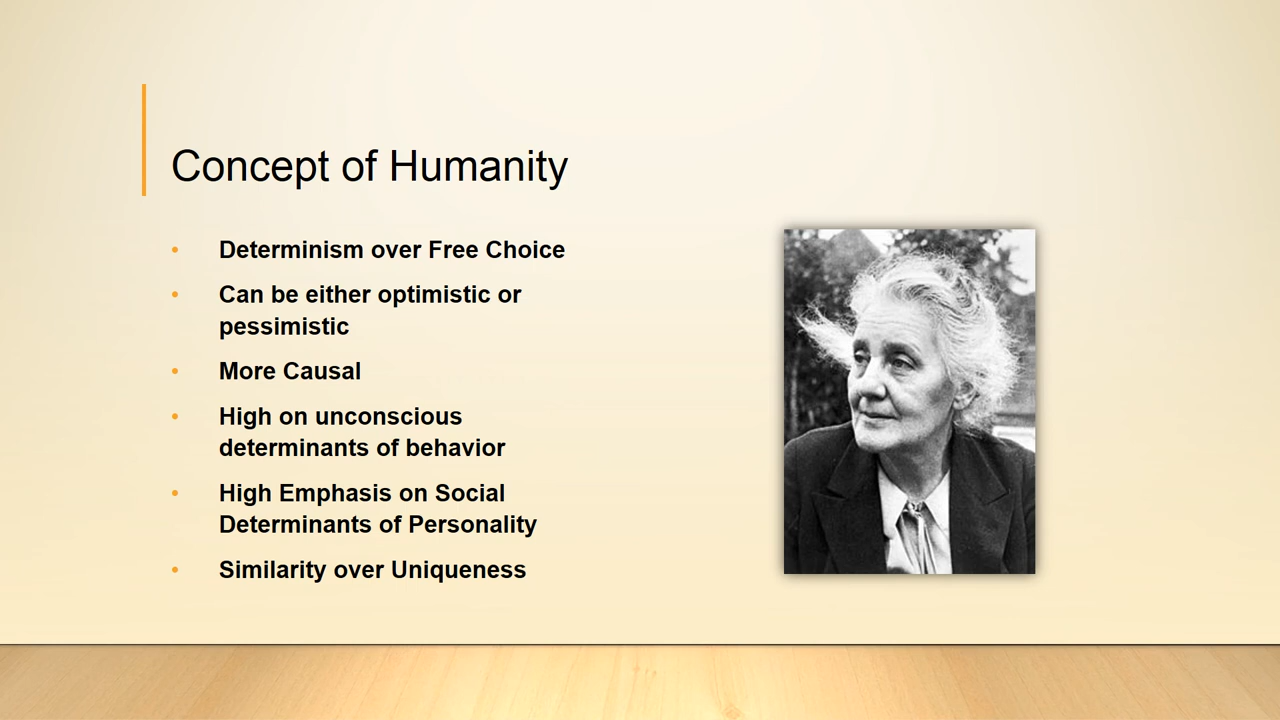 Concept of Humanity
• Determinism over Free Choice
• Can be either optimistic or
pessimistic
• More Causal
• High on unconscious
determinants of behavior
• High Emphasis on Social
Determinants of Personality
• Similarity over Uniqueness